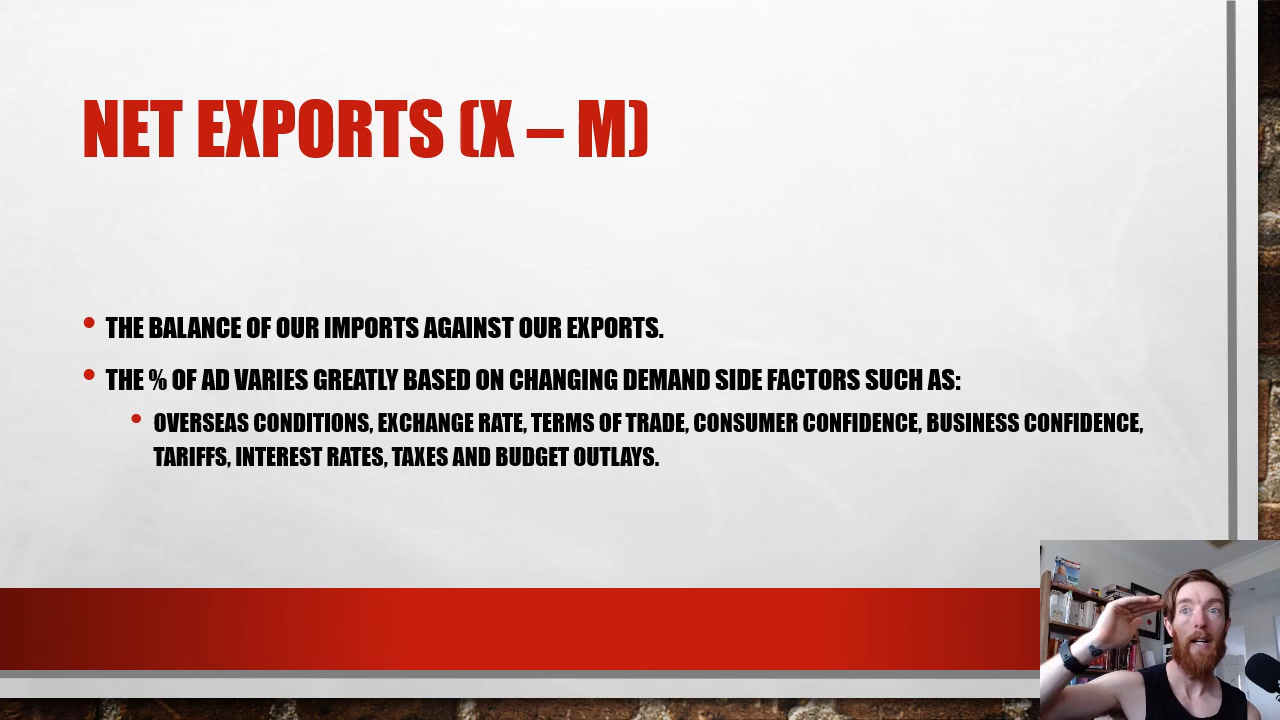 NET EXPORTS (X – M)
• THE BALANCE OF OUR IMPORTS AGAINST OUR EXPORTS.
• THE % OF AD VARIES GREATLY BASED ON CHANGING DEMAND SIDE FACTORS SUCH AS:
• OVERSEAS CONDITIONS, EXCHANGE RATE, TERMS OF TRADE, CONSUMER CONFIDENCE, BUSINESS CONFIDENCE,
TARIFFS, INTEREST RATES, TAXES AND BUDGET OUTLAYS.